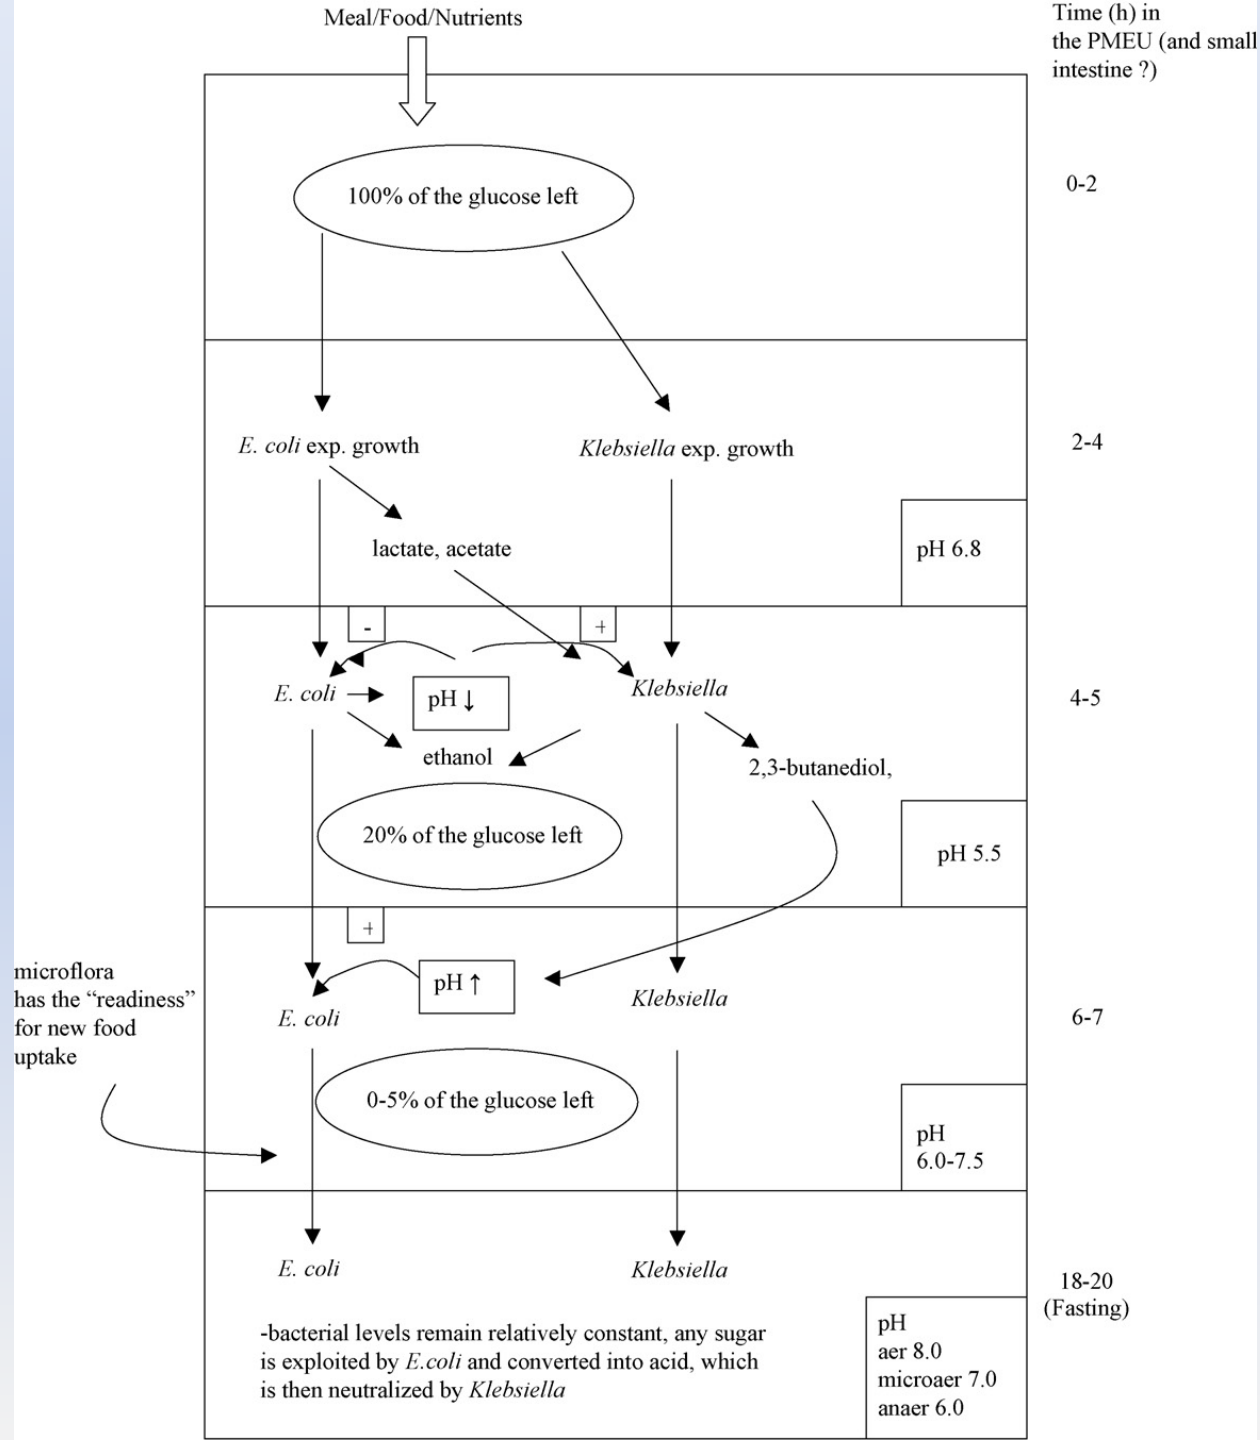 Meal/Food/Nutrients
Time (h) in
the PMEU (and small
intestine ?)
100% of the glucose left
0-2
E. coli exp. growth
Klebsiella exp. growth
2-4
lactate, acetate
pH 6.8
-
+
E. coli
pH ↓
Klebsiella
4-5
ethanol
2,3-butanediol,
20% of the glucose left
pH 5.5
+
microflora
has the “readiness”
for new food
uptake
pH ↑
E. coli
Klebsiella
6-7
0-5% of the glucose left
pH
6.0-7.5
E. coli
Klebsiella
18-20
(Fasting)
-bacterial levels remain relatively constant, any sugar
is exploited by E.coli and converted into acid, which
is then neutralized by Klebsiella
pH
aer 8.0
microaer 7.0
anaer 6.0